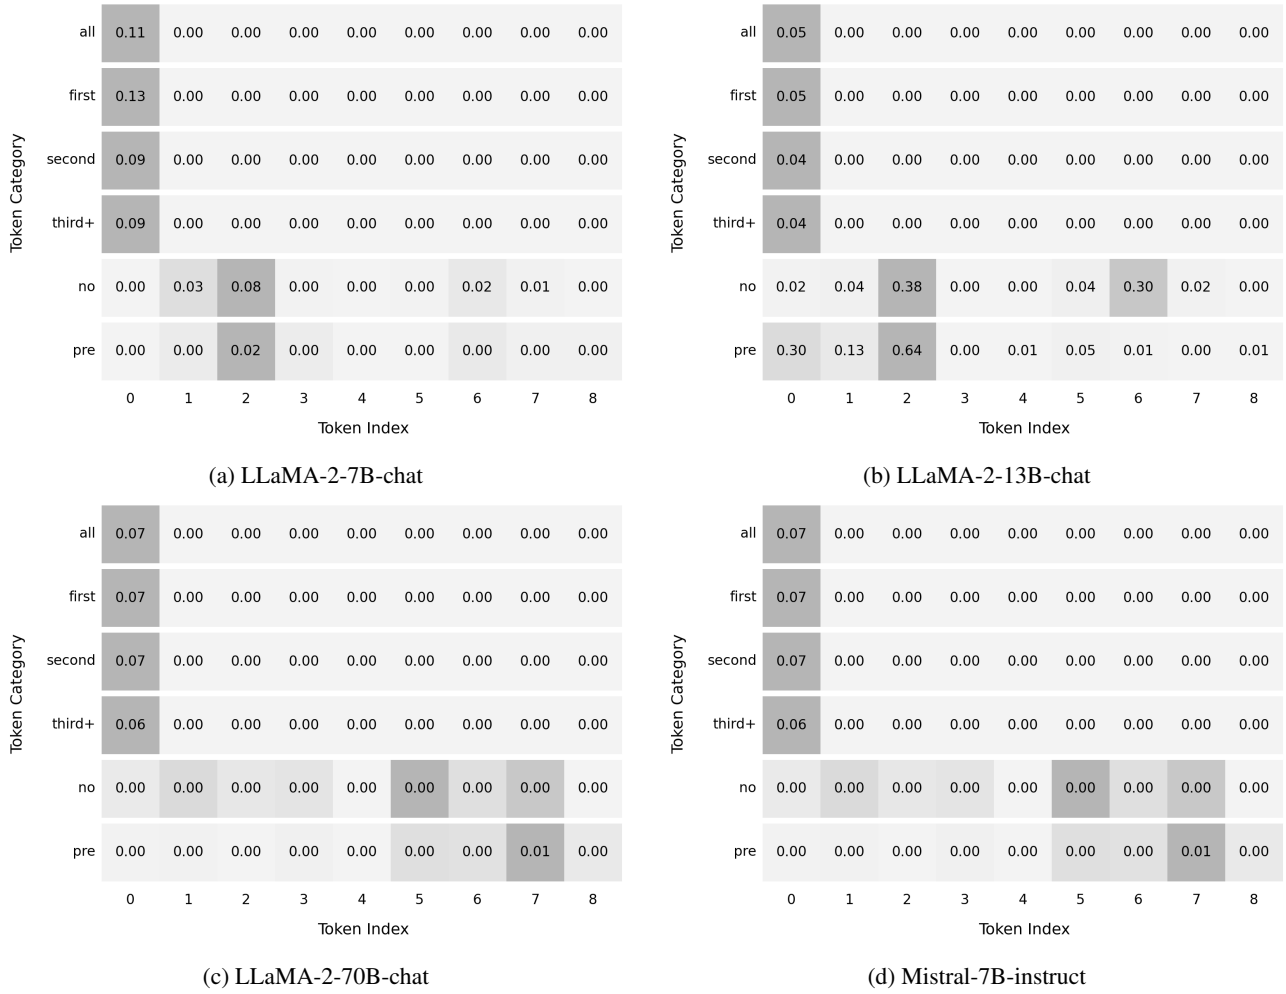 all 0.11 0.00 0.00 0.00 0.00 0.00 0.00 0.00 0.00
first 0.13 0.00 0.00 0.00 0.00 0.00 0.00 0.00 0.00
second 0.09 0.00 0.00 0.00 0.00 0.00 0.00 0.00 0.00
third+ 0.09 0.00 0.00 0.00 0.00 0.00 0.00 0.00 0.00
no 0.00 0.03 0.08 0.00 0.00 0.00 0.02 0.01 0.00
pre 0.00 0.00 0.02 0.00 0.00 0.00 0.00 0.00 0.00
0 1 2 3 4 5 6 7 8
Token Category
Token Index
(a) LLaMA-2-7B-chat
all 0.05 0.00 0.00 0.00 0.00 0.00 0.00 0.00 0.00
first 0.05 0.00 0.00 0.00 0.00 0.00 0.00 0.00 0.00
second 0.04 0.00 0.00 0.00 0.00 0.00 0.00 0.00 0.00
third+ 0.04 0.00 0.00 0.00 0.00 0.00 0.00 0.00 0.00
no 0.02 0.04 0.38 0.00 0.00 0.04 0.30 0.02 0.00
pre 0.30 0.13 0.64 0.00 0.01 0.05 0.01 0.00 0.01
0 1 2 3 4 5 6 7 8
Token Category
Token Index
(b) LLaMA-2-13B-chat
all 0.07 0.00 0.00 0.00 0.00 0.00 0.00 0.00 0.00
first 0.07 0.00 0.00 0.00 0.00 0.00 0.00 0.00 0.00
second 0.07 0.00 0.00 0.00 0.00 0.00 0.00 0.00 0.00
third+ 0.06 0.00 0.00 0.00 0.00 0.00 0.00 0.00 0.00
no 0.00 0.00 0.00 0.00 0.00 0.00 0.00 0.00 0.00
pre 0.00 0.00 0.00 0.00 0.00 0.00 0.00 0.01 0.00
0 1 2 3 4 5 6 7 8
Token Category
Token Index
(c) LLaMA-2-70B-chat
all 0.07 0.00 0.00 0.00 0.00 0.00 0.00 0.00 0.00
first 0.07 0.00 0.00 0.00 0.00 0.00 0.00 0.00 0.00
second 0.07 0.00 0.00 0.00 0.00 0.00 0.00 0.00 0.00
third+ 0.06 0.00 0.00 0.00 0.00 0.00 0.00 0.00 0.00
no 0.00 0.00 0.00 0.00 0.00 0.00 0.00 0.00 0.00
pre 0.00 0.00 0.00 0.00 0.00 0.00 0.00 0.01 0.00
0 1 2 3 4 5 6 7 8
Token Category
Token Index
(d) Mistral-7B-instruct